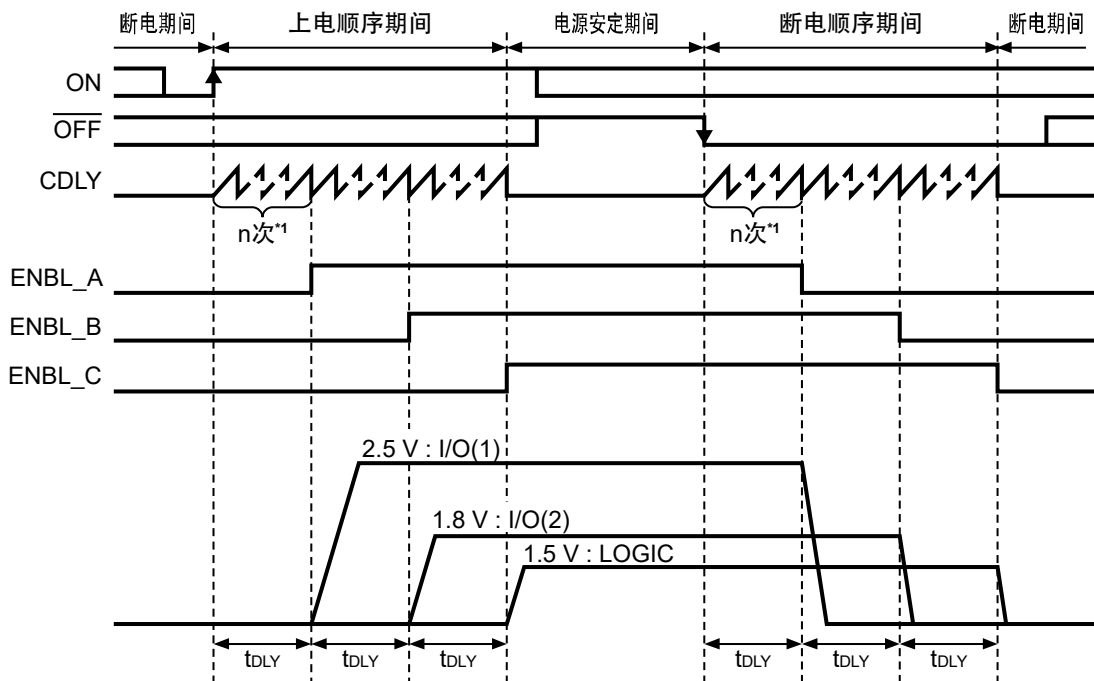 断电期间 上电顺序期间 电源安定期间 断电顺序期间 断电期间
ON
OFF
CDLY
n次*1 n次*1
ENBL_A
ENBL_B
ENBL_C
2.5 V : I/O(1)
1.8 V : I/O(2)
1.5 V : LOGIC
tDLY tDLY tDLY tDLY tDLY tDLY